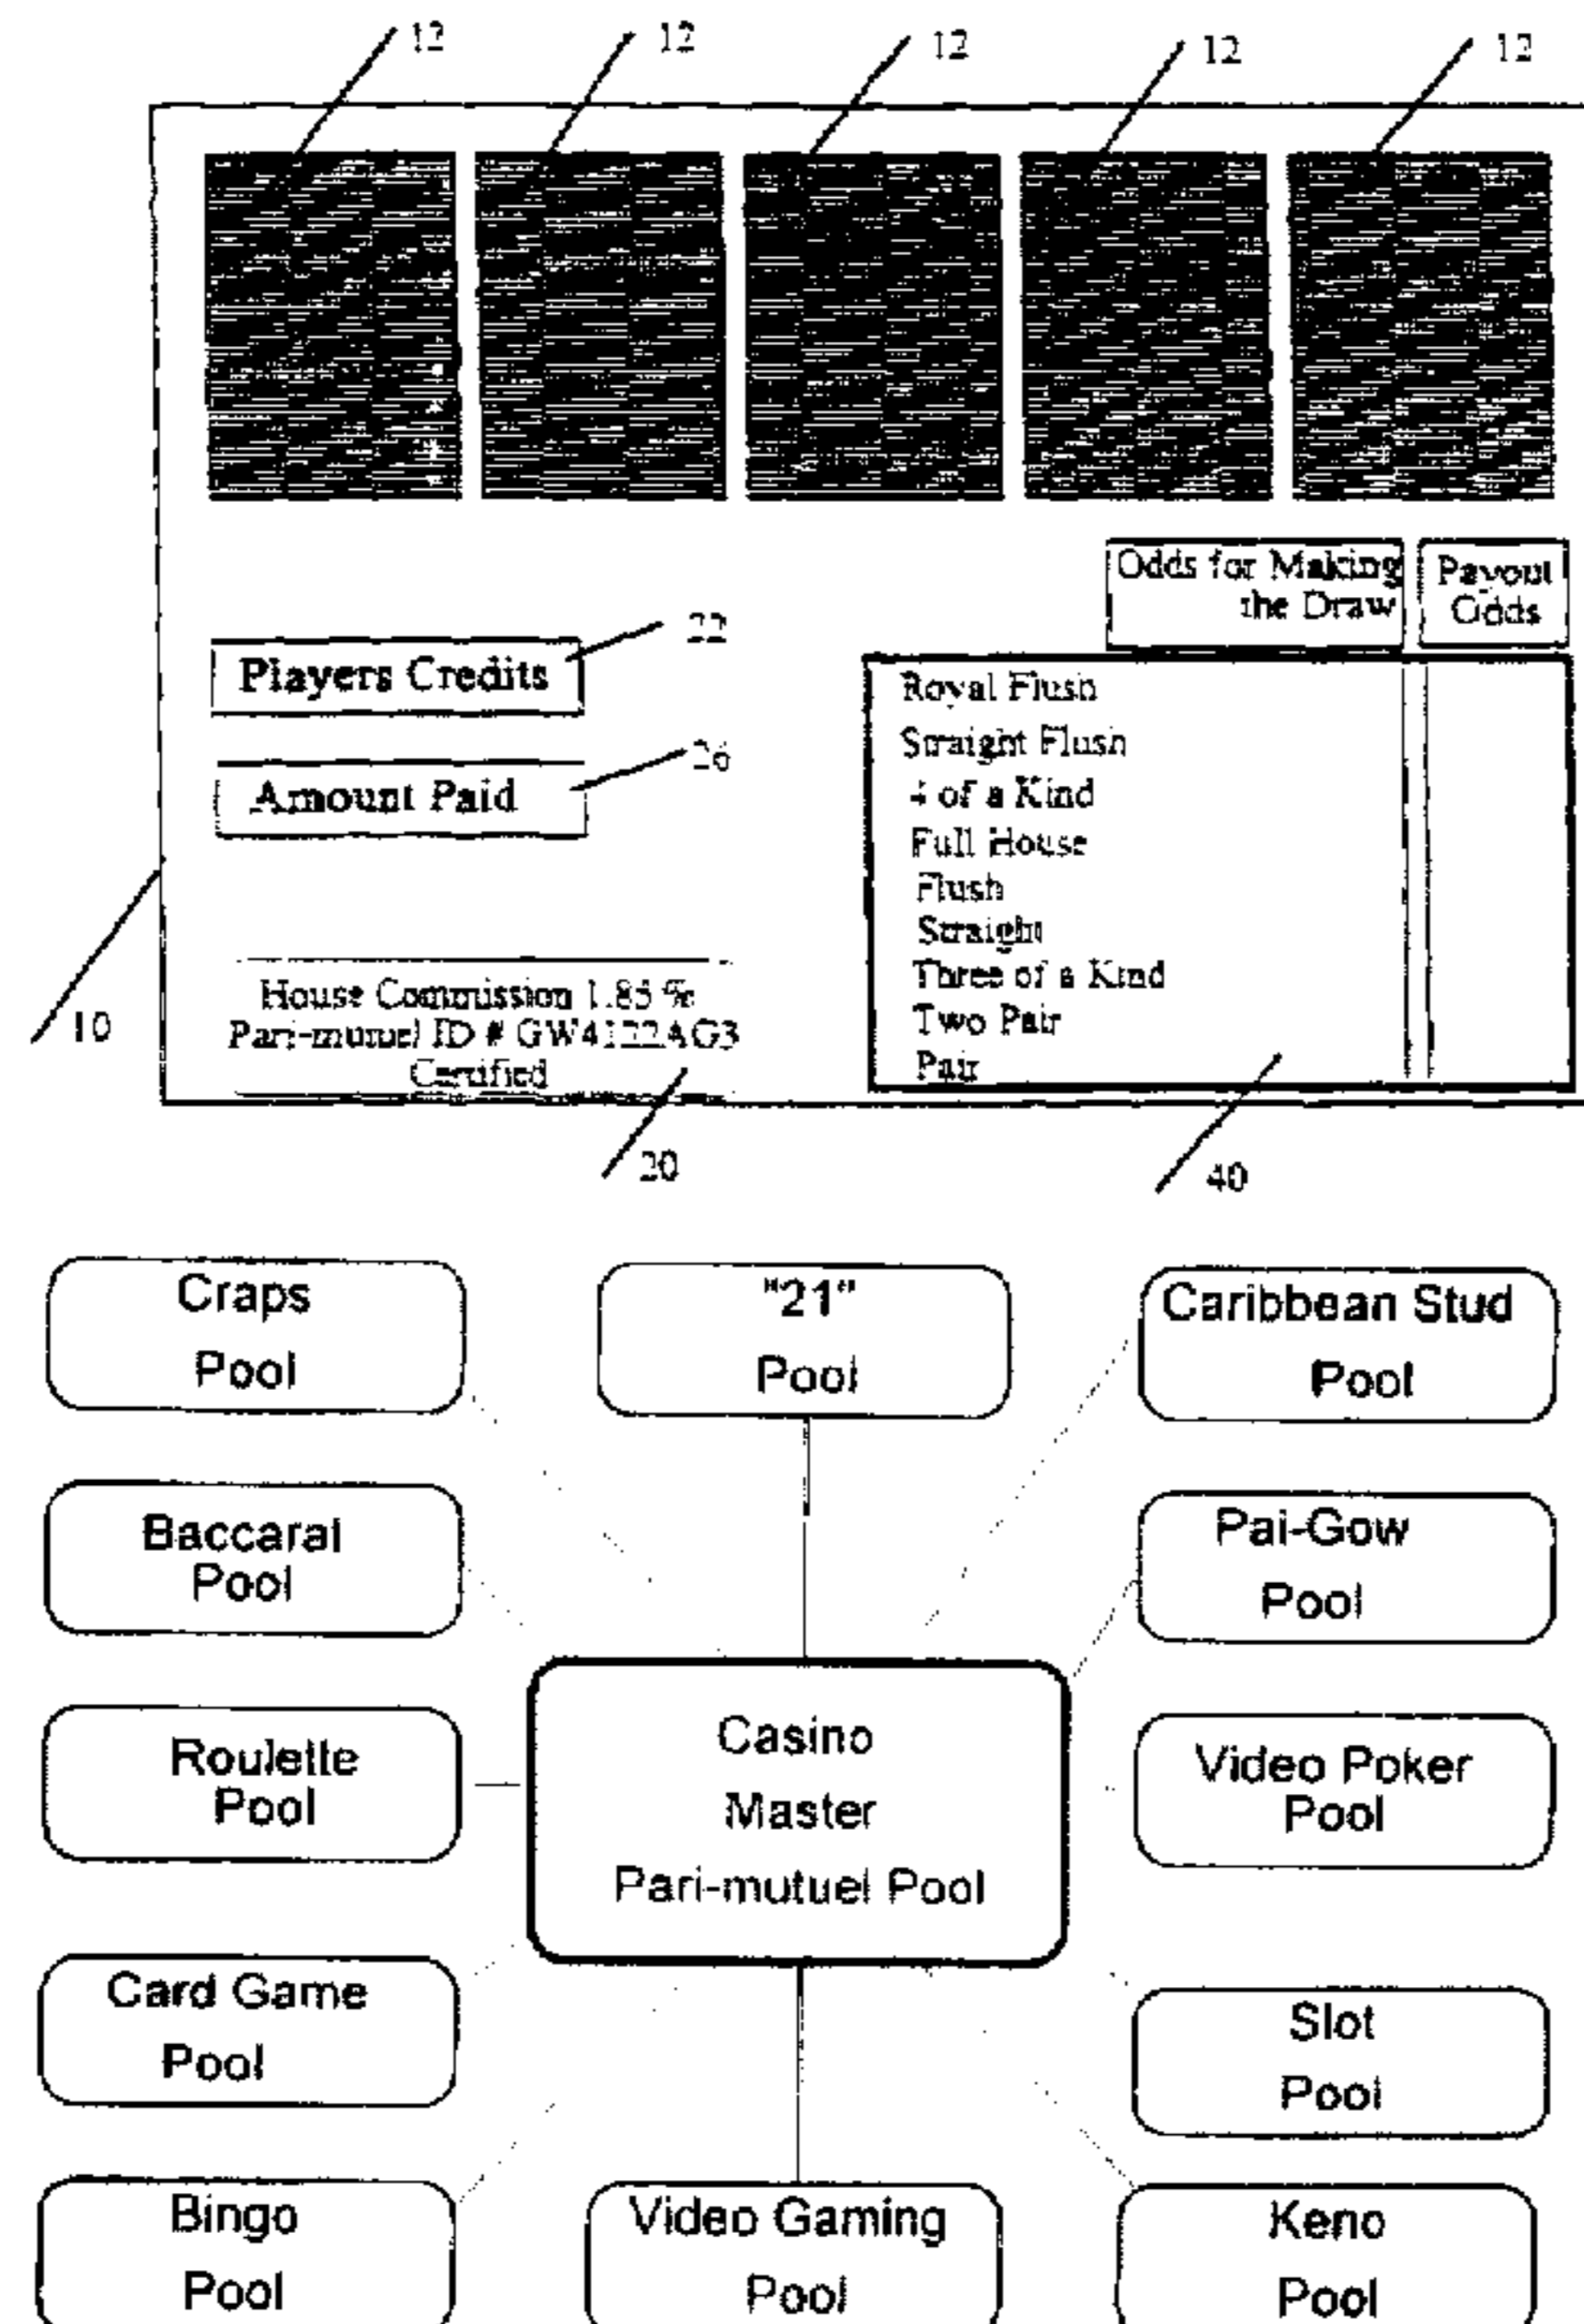 12 12 12 12 12
Odds for Making
the Draw
Payout
Odds
22
Players Credits
Royal Flush
Straight Flush
26
Amount Paid
4 of a Kind
Full House
Flush
Straight
Three of a Kind
Two Pair
Pair
House Commission 1.85 %
Pari-mutuel ID # GW4122AG3
Certified
10
20
40
Craps
Pool
"21"
Pool
Caribbean Stud
Pool
Baccarat
Pool
Pai-Gow
Pool
Roulette
Pool
Casino
Master
Pari-mutuel Pool
Video Poker
Pool
Card Game
Pool
Slot
Pool
Bingo
Pool
Video Gaming
Pool
Keno
Pool